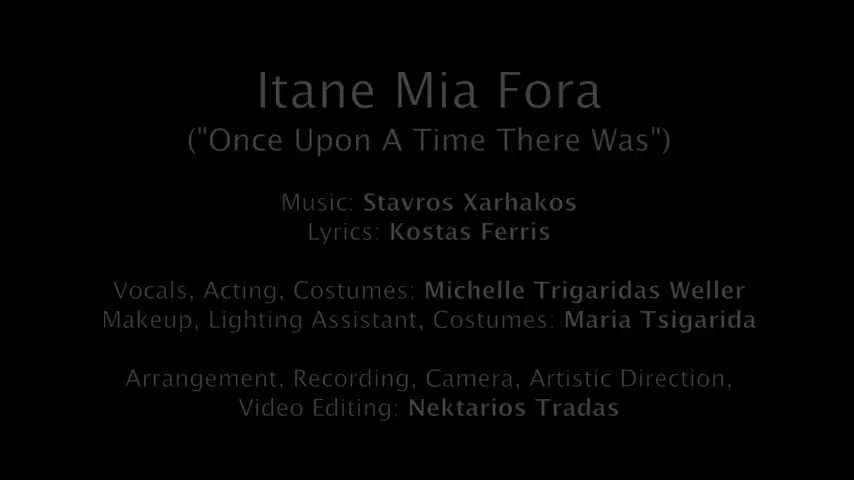 Itane Mia Fora
("Once Upon A Time There Was")
Music: Stavros Xarhakos
Lyrics: Kostas Ferris
Vocals, Acting, Costumes: Michelle Trigaridas Weller
Makeup, Lighting Assistant, Costumes: Maria Tsigarida
Arrangement, Recording, Camera, Artistic Direction,
Video Editing: Nektarios Tradas